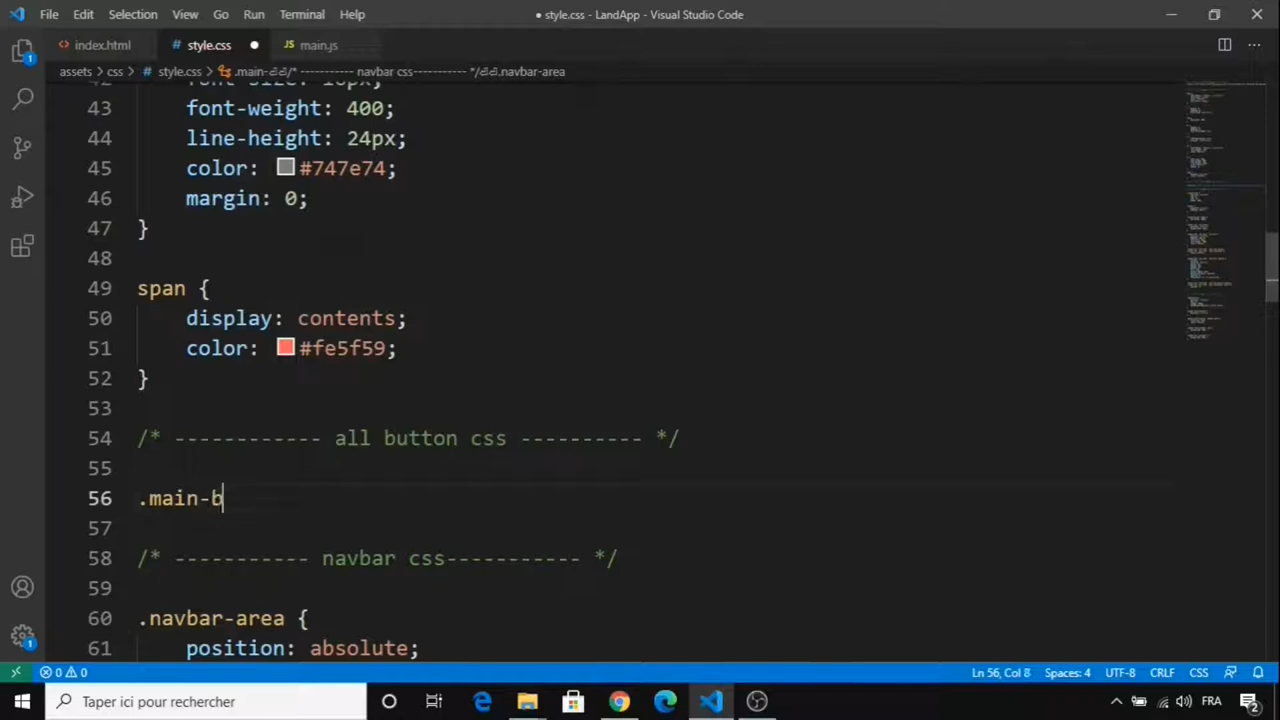 File Edit Selection View Go Run Terminal Help ● style.css - LandApp - Visual Studio Code
<> index.html # style.css ● JS main.js
assets > css > # style.css > .main-⏎⏎/* ----------- navbar css----------- */⏎⏎.navbar-area
43 font-weight: 400;
44 line-height: 24px;
45 color: #747e74;
46 margin: 0;
47 }
48
49 span {
50 display: contents;
51 color: #fe5f59;
52 }
53
54 /* ------------ all button css ---------- */
55
56 .main-b
57
58 /* ----------- navbar css----------- */
59
60 .navbar-area {
61 position: absolute;
0 0 Ln 56, Col 8 Spaces: 4 UTF-8 CRLF CSS
Taper ici pour rechercher FRA 2